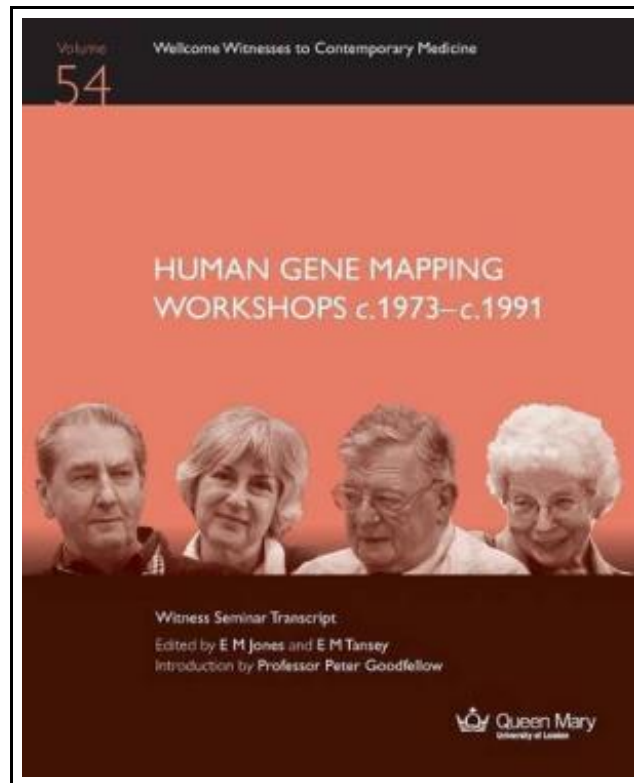 Volume
54
Wellcome Witnesses to Contemporary Medicine
HUMAN GENE MAPPING
WORKSHOPS c.1973–c.1991
Witness Seminar Transcript
Edited by E M Jones and E M Tansey
Introduction by Professor Peter Goodfellow
Queen Mary
University of London